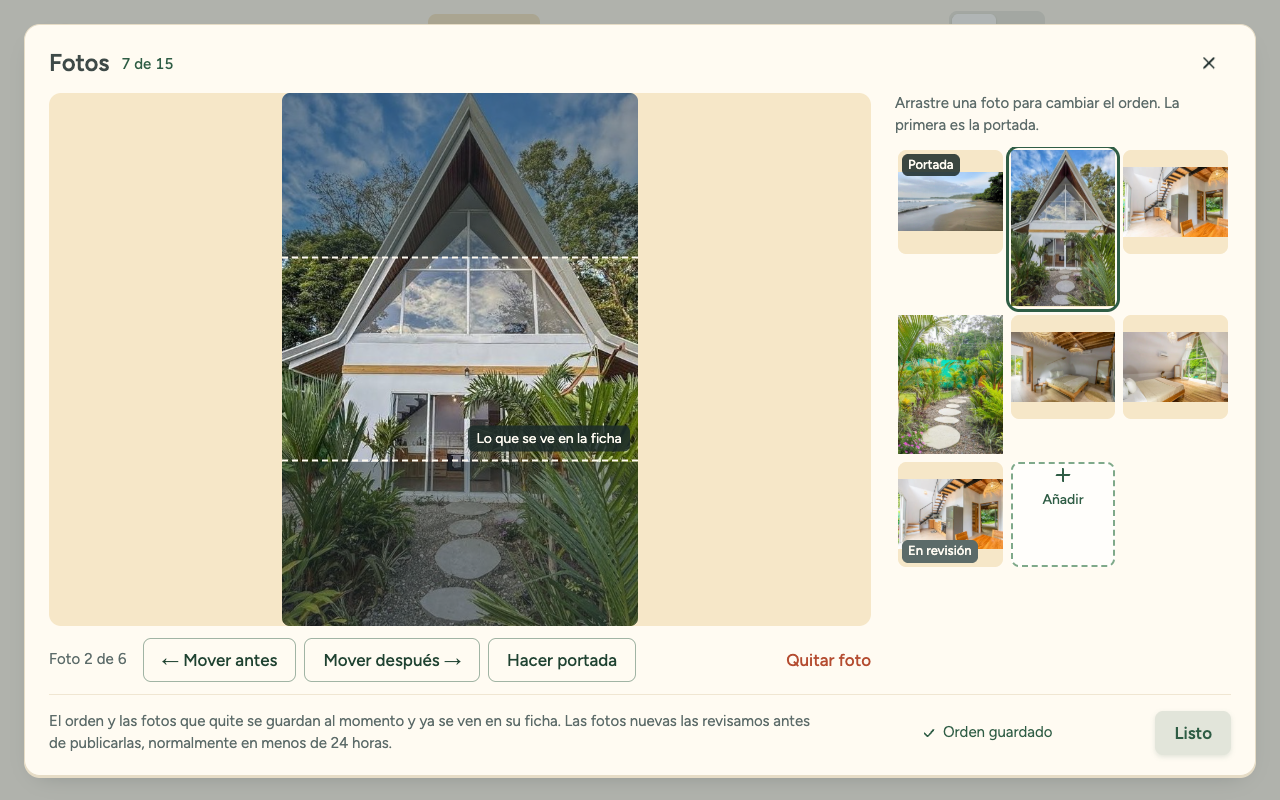 Fotos 7 de 15
Arrastre una foto para cambiar el orden. La
primera es la portada.
Portada
Lo que se ve en la ficha
+
Añadir
En revisión
Foto 2 de 6
← Mover antes
Mover después →
Hacer portada
Quitar foto
El orden y las fotos que quite se guardan al momento y ya se ven en su ficha. Las fotos nuevas las revisamos antes
de publicarlas, normalmente en menos de 24 horas.
✓ Orden guardado
Listo